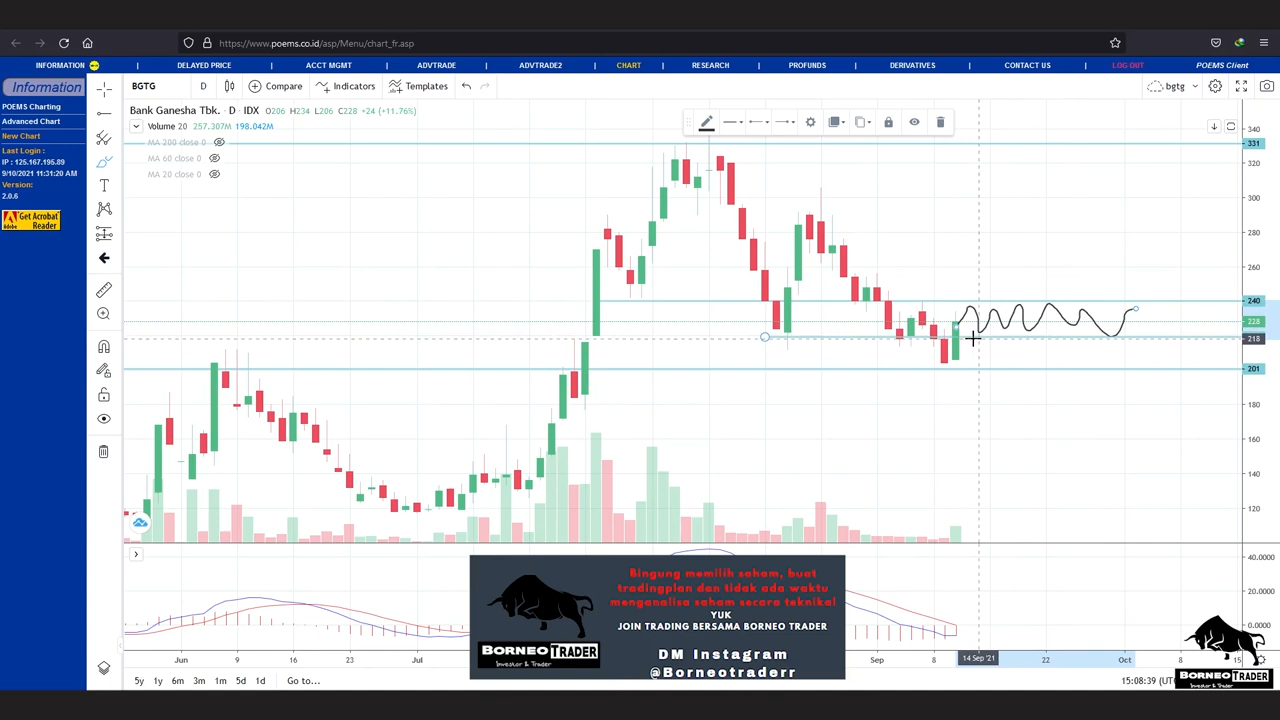 https://www.poems.co.id/asp/Menu/chart_fr.asp
INFORMATION
DELAYED PRICE
ACCT MGMT
ADVTRADE
ADVTRADE2
CHART
RESEARCH
PROFUNDS
DERIVATIVES
CONTACT US
LOG OUT
POEMS Client
Information
POEMS Charting
Advanced Chart
New Chart
Last Login :
IP : 125.167.195.89
9/10/2021 11:31:20 AM
Version:
2.0.6
Get Acrobat
Reader
Adobe
BGTG
D
Compare
Indicators
Templates
bgtg
Bank Ganesha Tbk. · D · IDX O206 H234 L206 C228 +24 (+11.76%)
Volume 20 257.307M 198.042M
MA 200 close 0
MA 60 close 0
MA 20 close 0
340
331
320
300
280
260
240
228
218
201
180
160
140
120
40.0000
20.0000
0.0000
Bingung memilih saham, buat
tradingplan dan tidak ada waktu
menganalisa saham secara teknikal
YUK
JOIN TRADING BERSAMA BORNEO TRADER
DM Instagram
@Borneotraderr
BORNEO TRADER
Investor & Trader
Jun 9 16 23 Jul Sep 8 14 Sep '21 22 Oct 8 15
5y 1y 6m 3m 1m 5d 1d Go to...
15:08:39 (UT
BORNEO TRADER
Investor & Trader